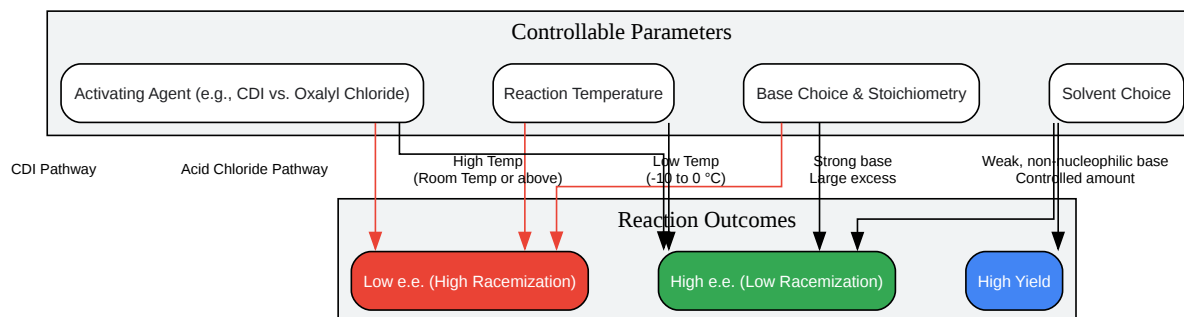 Controllable Parameters
Activating Agent (e.g., CDI vs. Oxalyl Chloride)
Reaction Temperature
Base Choice & Stoichiometry
Solvent Choice
CDI Pathway
Acid Chloride Pathway
High Temp
(Room Temp or above)
Low Temp
(-10 to 0 °C)
Strong base
Large excess
Weak, non-nucleophilic base
Controlled amount
Reaction Outcomes
Low e.e. (High Racemization)
High e.e. (Low Racemization)
High Yield